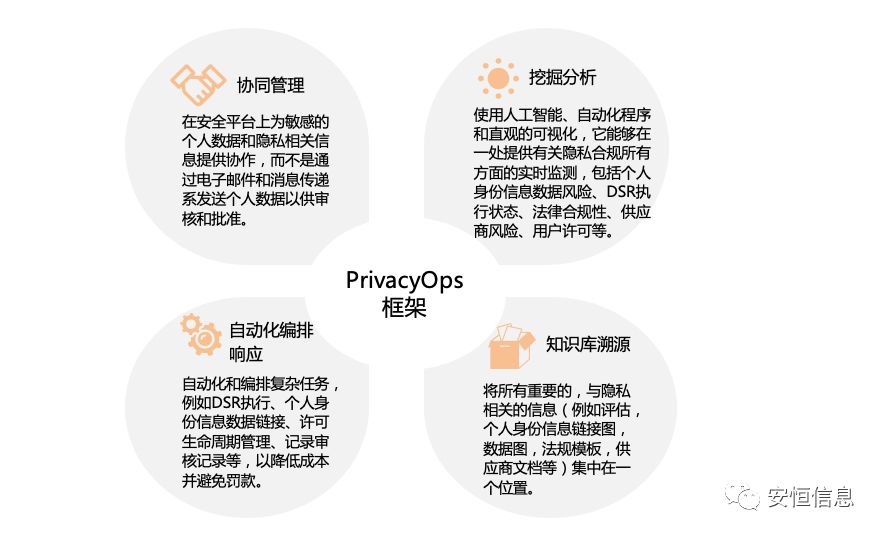 协同管理
在安全平台上为敏感的
个人数据和隐私相关信
息提供协作，而不是通
过电子邮件和消息传递
系发送个人数据以供审
核和批准。
挖掘分析
使用人工智能、自动化程序
和直观的可视化，它能够在
一处提供有关隐私合规所有
方面的实时监测，包括个人
身份信息数据风险、DSR执
行状态、法律合规性、供应
商风险、用户许可等。
PrivacyOps
框架
自动化编排
响应
自动化和编排复杂任务，
例如DSR执行、个人身
份信息数据链接、许可
生命周期管理、记录审
核记录等，以降低成本
并避免罚款。
知识库溯源
将所有重要的，与隐私
相关的信息（例如评估，
个人身份信息链接图，
数据图，法规模板，供
应商文档等）集中在一
个位置。
安恒信息